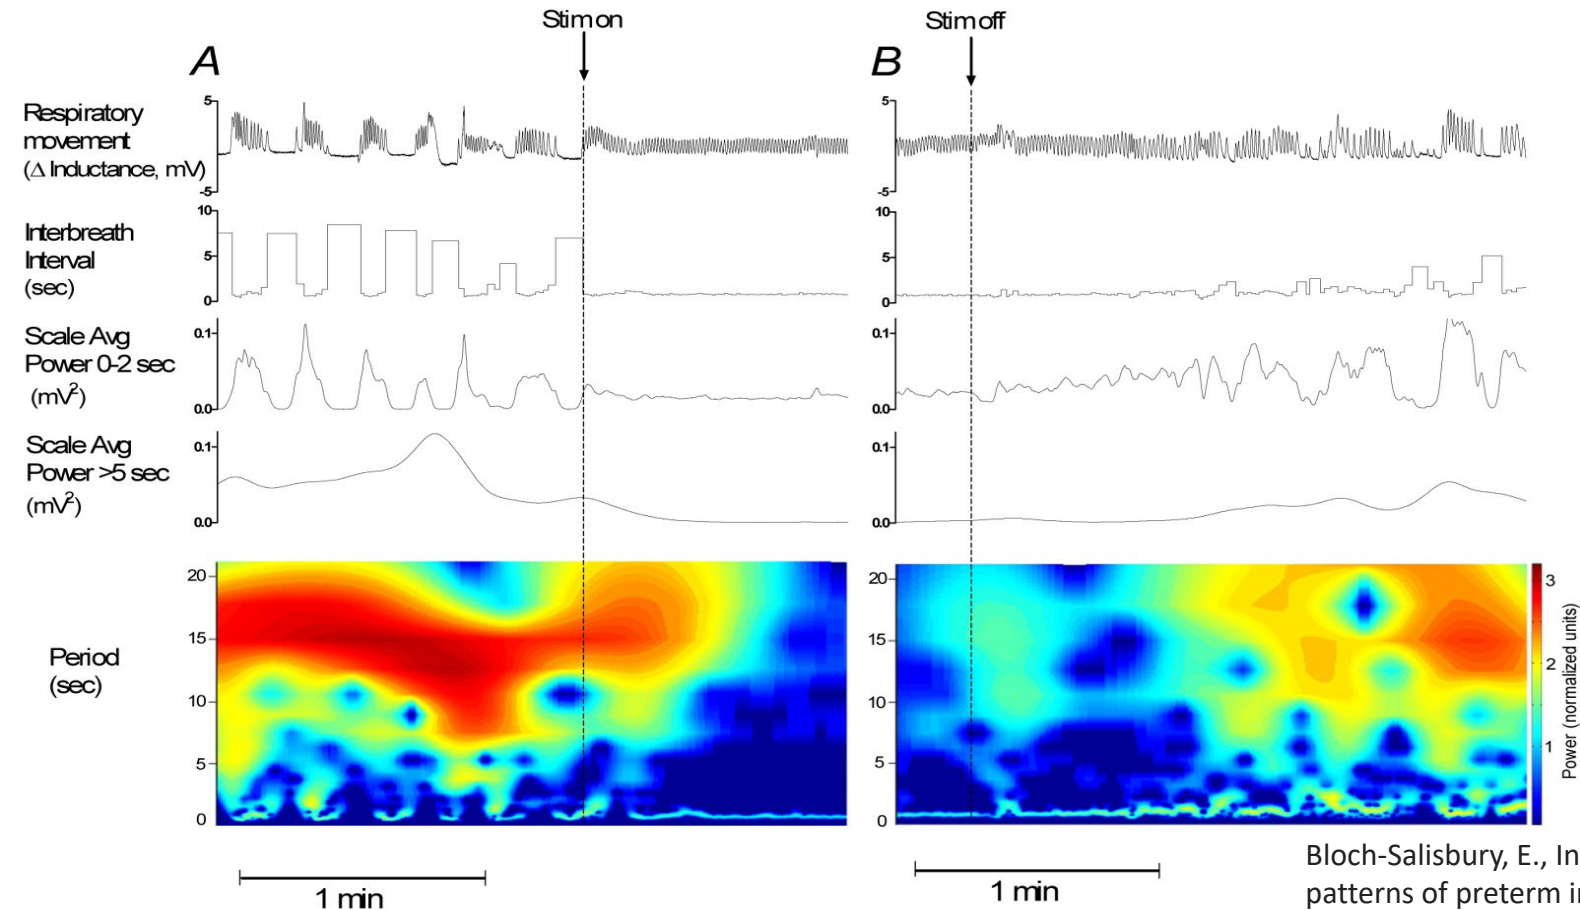 Stim on
Stim off
A
B
Respiratory
movement
(Δ Inductance, mV)
5
-5
5
-5
Interbreath
Interval
(sec)
10
5
0
10
5
0
Scale Avg
Power 0-2 sec
(mV²)
0.1
0.0
0.1
0.0
Scale Avg
Power >5 sec
(mV²)
0.1
0.0
0.1
0.0
Period
(sec)
20
15
10
5
0
20
15
10
5
0
3
2
1
Power (normalized units)
1 min
1 min
Bloch-Salisbury, E., In
patterns of preterm in